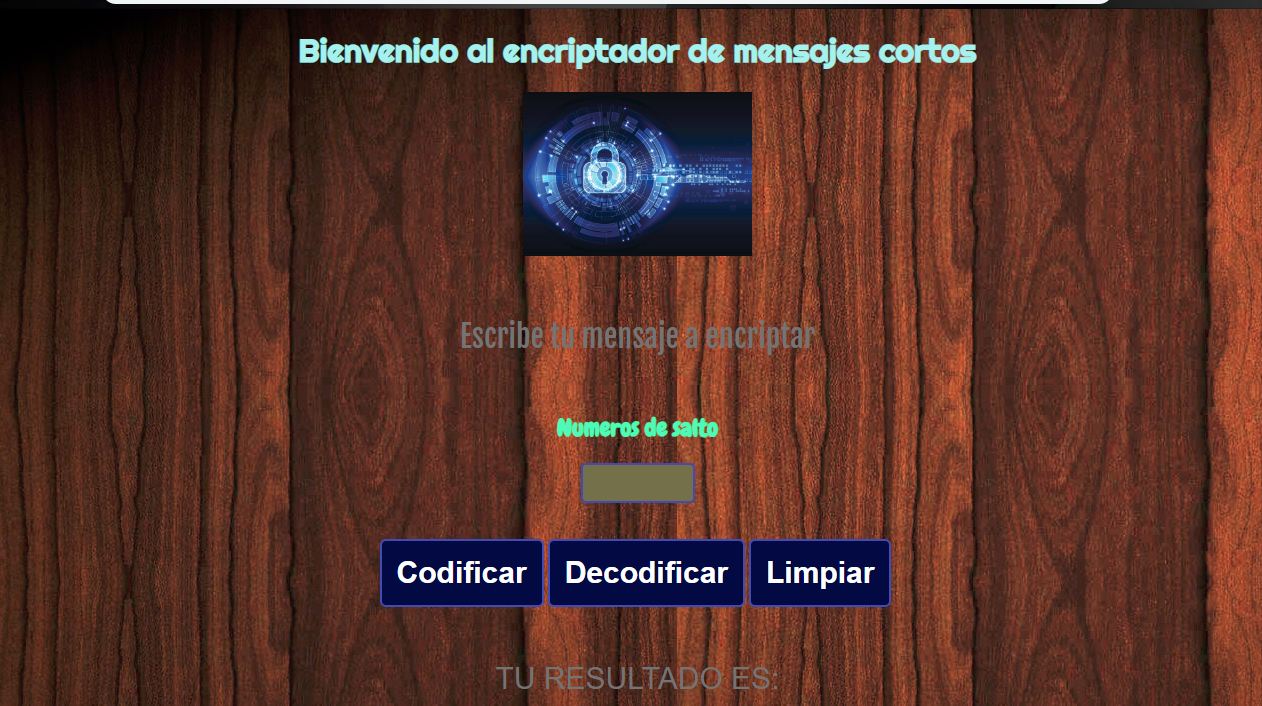 Bienvenido al encriptador de mensajes cortos
Escribe tu mensaje a encriptar
Numeros de salto
Codificar Decodificar Limpiar
TU RESULTADO ES: